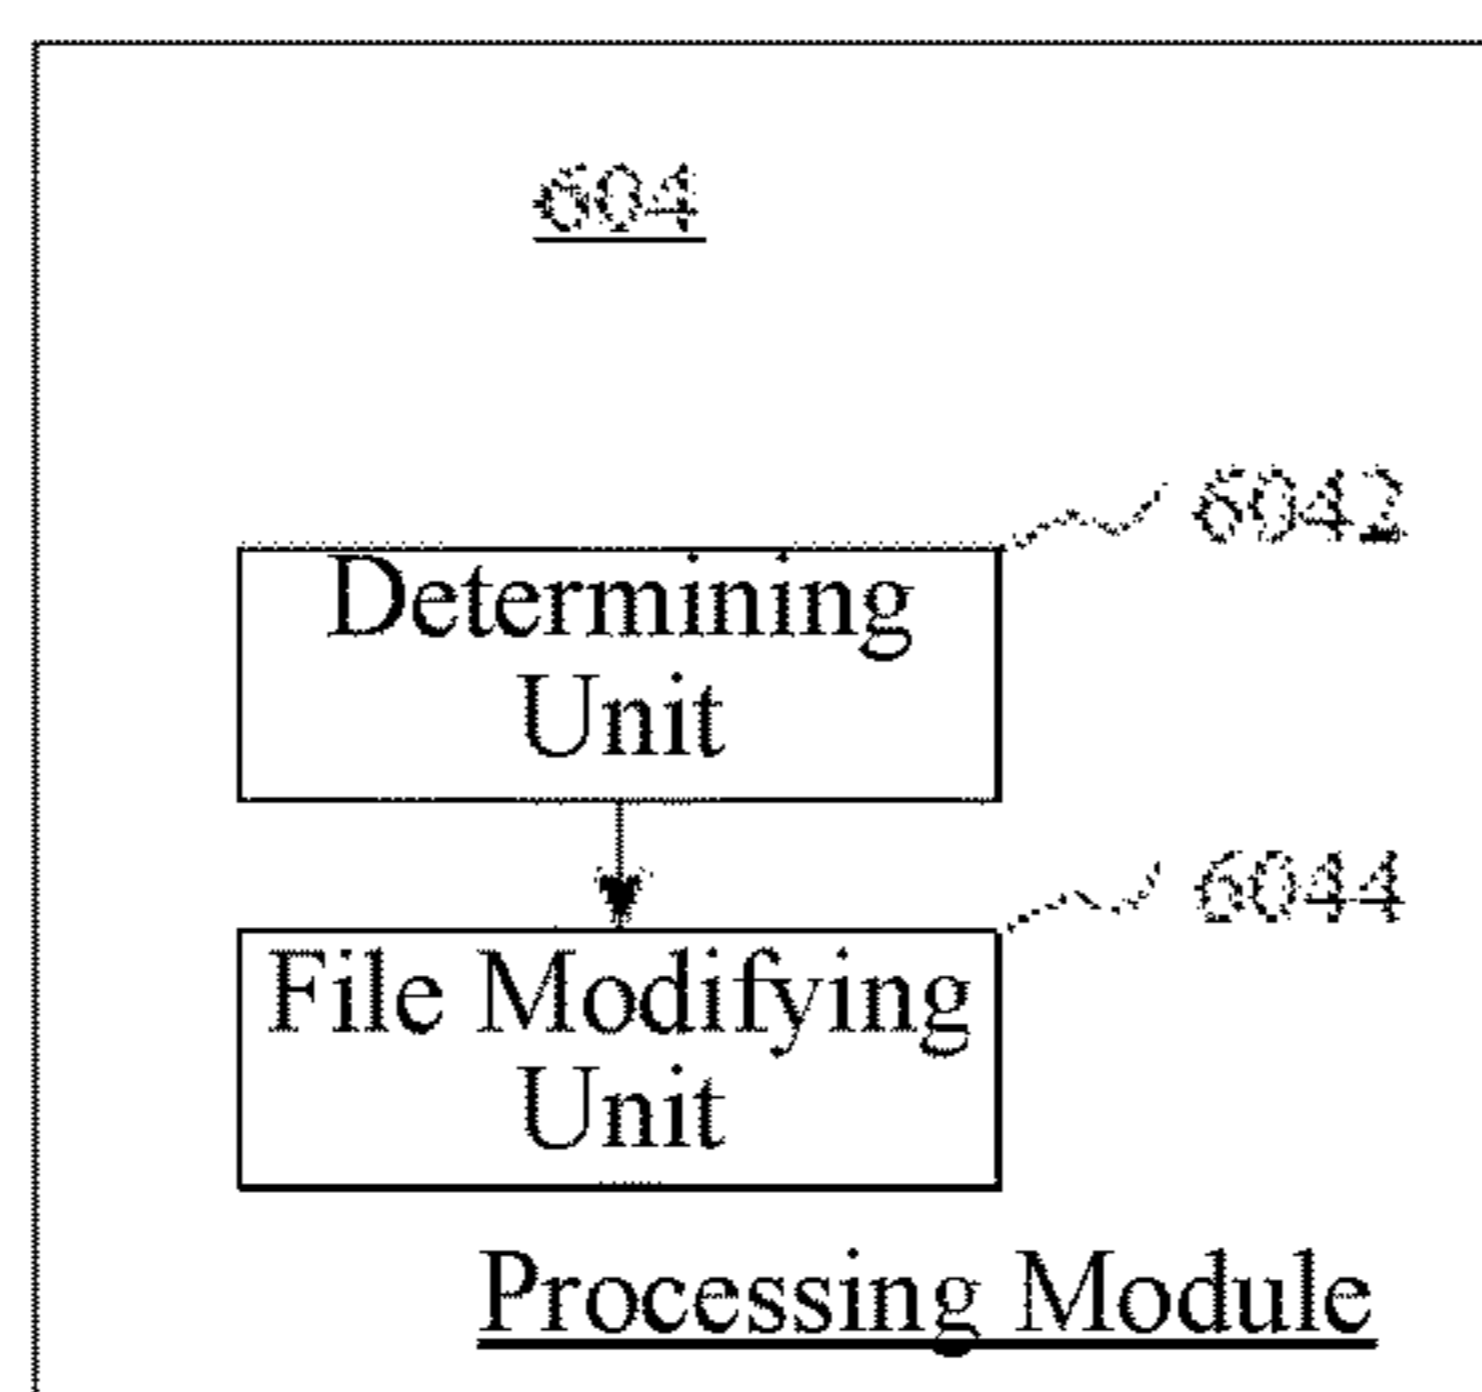 604
6042
Determining
Unit
6044
File Modifying
Unit
Processing Module